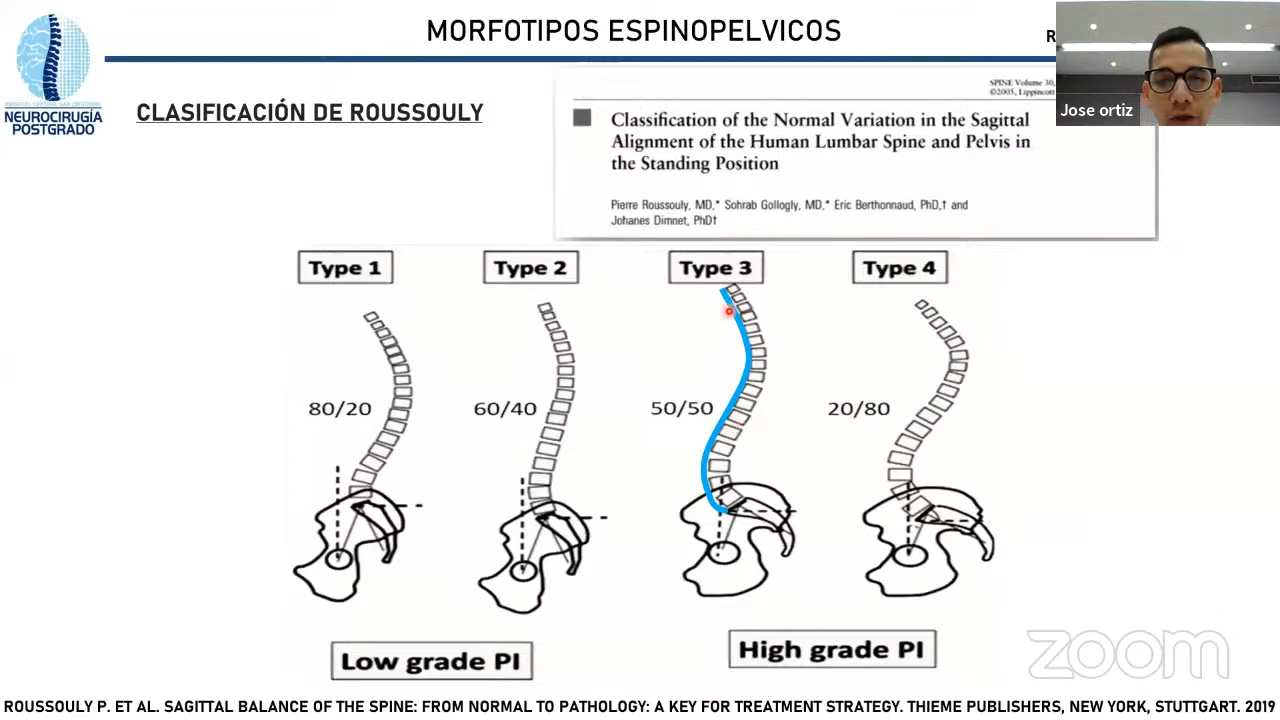 MORFOTIPOS ESPINOPELVICOS
R
Jose ortiz
NEUROCIRUGÍA
POSTGRADO
CLASIFICACIÓN DE ROUSSOULY
SPINE Volume 30,
©2005, Lippincott
Classification of the Normal Variation in the Sagittal
Alignment of the Human Lumbar Spine and Pelvis in
the Standing Position
Pierre Roussouly, MD,* Sohrab Gollogly, MD,* Eric Berthonnaud, PhD,† and
Johanes Dimnet, PhD†
Type 1
Type 2
Type 3
Type 4
80/20
60/40
50/50
20/80
Low grade PI
High grade PI
zoom
ROUSSOULY P. ET AL. SAGITTAL BALANCE OF THE SPINE: FROM NORMAL TO PATHOLOGY: A KEY FOR TREATMENT STRATEGY. THIEME PUBLISHERS, NEW YORK, STUTTGART. 2019